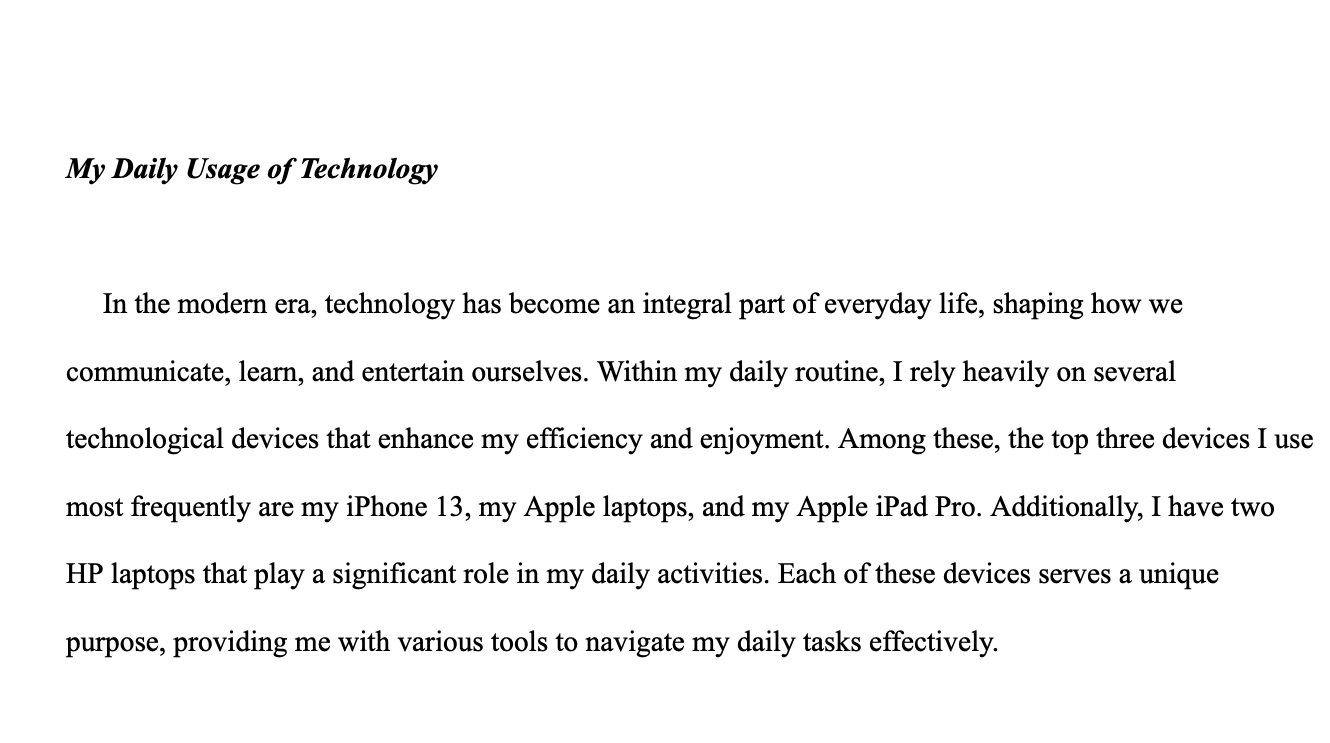 My Daily Usage of Technology
In the modern era, technology has become an integral part of everyday life, shaping how we
communicate, learn, and entertain ourselves. Within my daily routine, I rely heavily on several
technological devices that enhance my efficiency and enjoyment. Among these, the top three devices I use
most frequently are my iPhone 13, my Apple laptops, and my Apple iPad Pro. Additionally, I have two
HP laptops that play a significant role in my daily activities. Each of these devices serves a unique
purpose, providing me with various tools to navigate my daily tasks effectively.